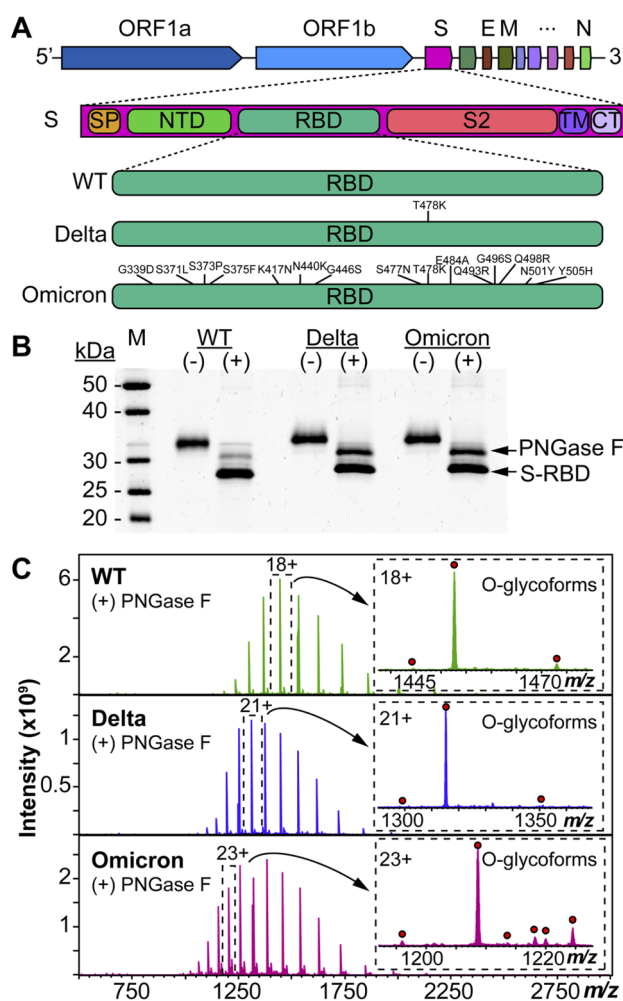 A
ORF1a ORF1b S E M ... N
5' 3'
S SP NTD RBD S2 TM CT
WT RBD
T478K
Delta RBD
G339D S371L S373P S375F K417N N440K G446S S477N T478K E484A Q493R G496S Q498R N501Y Y505H
Omicron RBD
B
kDa M WT Delta Omicron
(-) (+) (-) (+) (-) (+)
50 -
40 -
30 -
25 -
20 -
PNGase F
S-RBD
C
Intensity (x10⁹)
WT
(+) PNGase F
6
2
18+
18+ O-glycoforms
1445 1470 m/z
Delta
(+) PNGase F
1
0.5
21+
21+ O-glycoforms
1300 1350 m/z
Omicron
(+) PNGase F
2
1
23+
23+ O-glycoforms
1200 1220 m/z
750 1250 1750 2250 2750 m/z